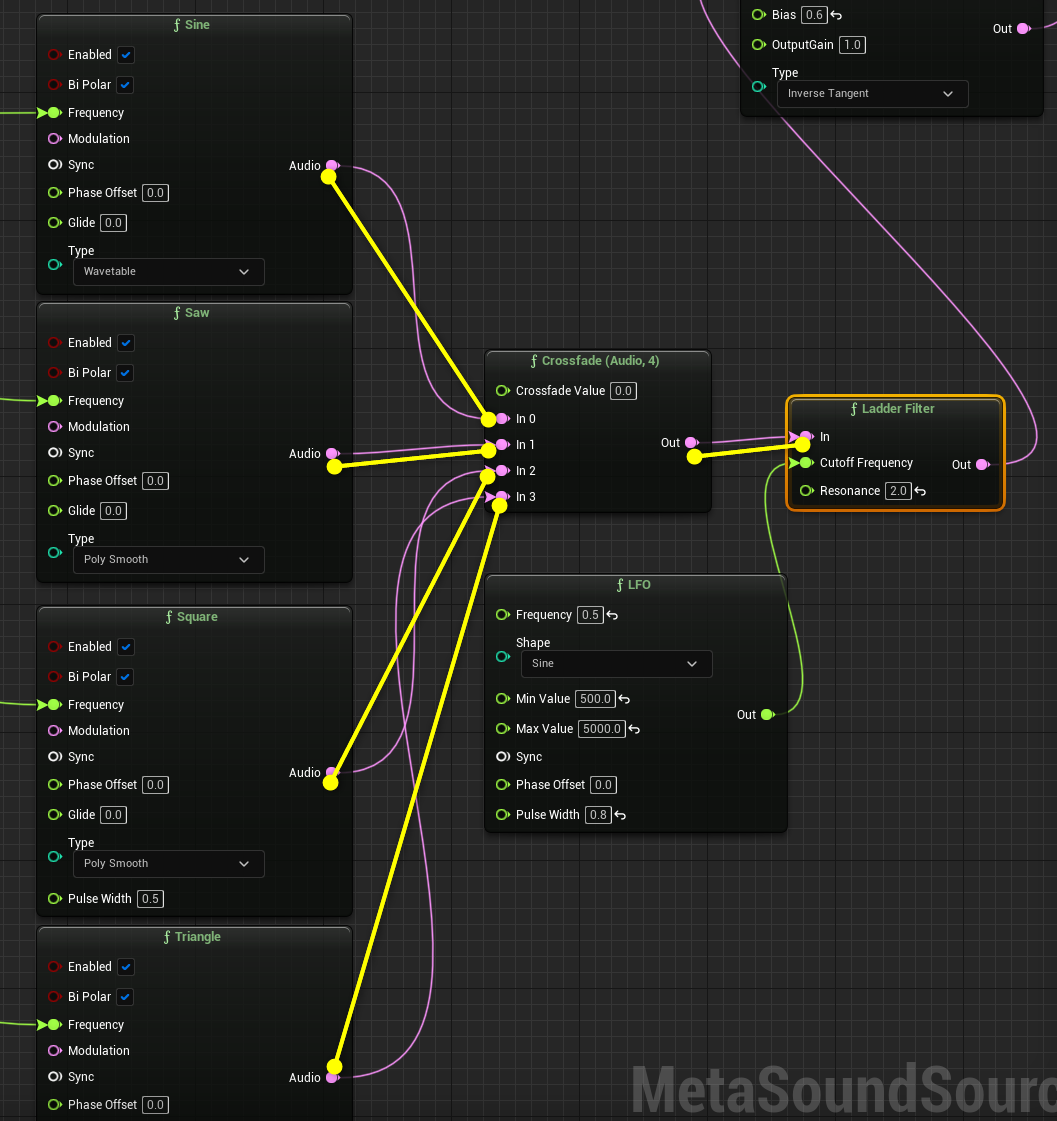 Sine
Enabled
Bi Polar
Frequency
Modulation
Sync
Audio
Phase Offset 0.0
Glide 0.0
Type
Wavetable
Saw
Enabled
Bi Polar
Frequency
Modulation
Sync
Audio
Phase Offset 0.0
Glide 0.0
Type
Poly Smooth
Square
Enabled
Bi Polar
Frequency
Modulation
Sync
Audio
Phase Offset 0.0
Glide 0.0
Type
Poly Smooth
Pulse Width 0.5
Triangle
Enabled
Bi Polar
Frequency
Modulation
Sync
Audio
Phase Offset 0.0
Crossfade (Audio, 4)
Crossfade Value 0.0
In 0
In 1
Out
In 2
In 3
LFO
Frequency 0.5
Shape
Sine
Min Value 500.0
Out
Max Value 5000.0
Sync
Phase Offset 0.0
Pulse Width 0.8
Bias 0.6
Out
OutputGain 1.0
Type
Inverse Tangent
Ladder Filter
In
Cutoff Frequency
Out
Resonance 2.0
MetaSoundSourc